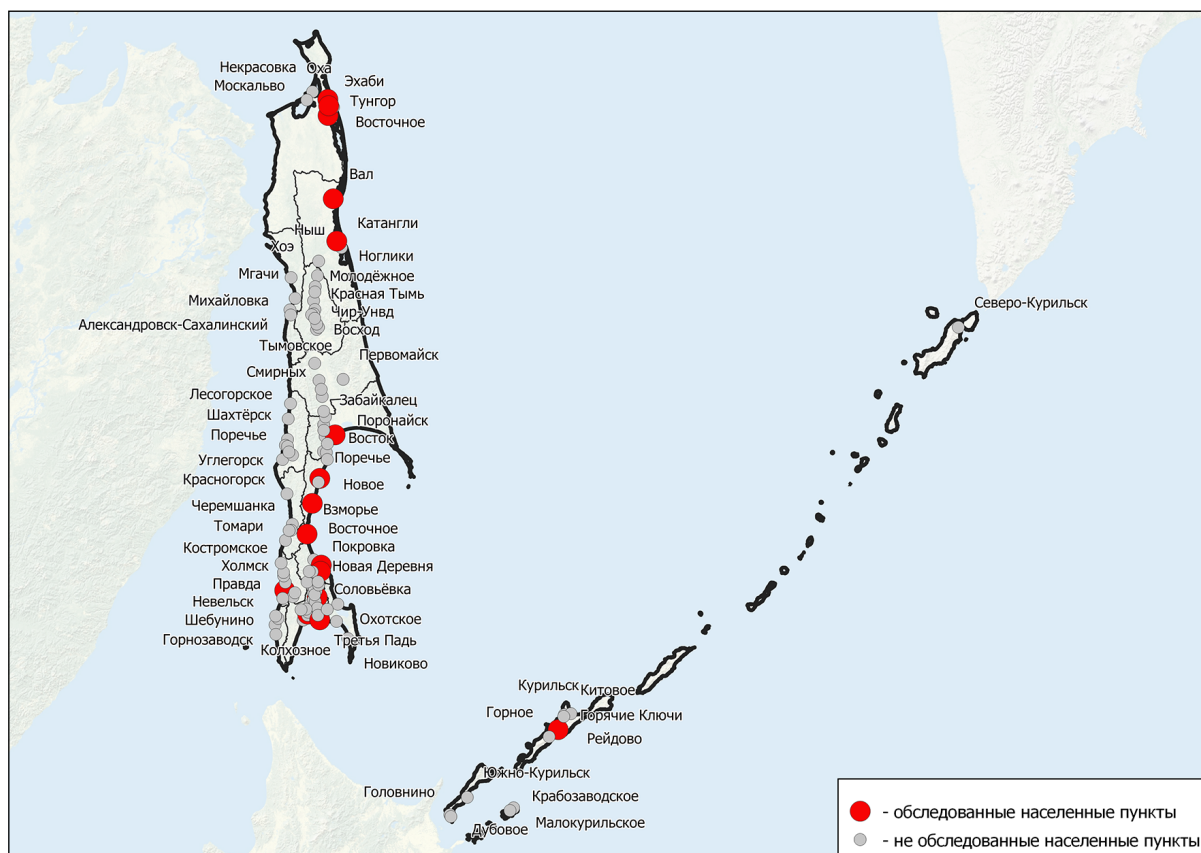 Некрасовка
Оха
Москальво
Эхаби
Тунгор
Восточное
Вал
Катангли
Ныш
Хоэ
Ноглики
Мгачи
Молодёжное
Красная Тымь
Михайловка
Чир-Унвд
Александровск-Сахалинский
Восход
Тымовское
Первомайск
Смирных
Лесогорское
Забайкалец
Шахтёрск
Поронайск
Поречье
Восток
Углегорск
Поречье
Красногорск
Новое
Черемшанка
Взморье
Томари
Восточное
Костромское
Покровка
Холмск
Новая Деревня
Правда
Соловьёвка
Невельск
Шебунино
Охотское
Горнозаводск
Третья Падь
Колхозное
Новиково
Северо-Курильск
Курильск
Китовое
Горное
Горячие Ключи
Рейдово
Южно-Курильск
Головнино
Крабозаводское
Дубовое
Малокурильское
- обследованные населенные пункты
- не обследованные населенные пункты